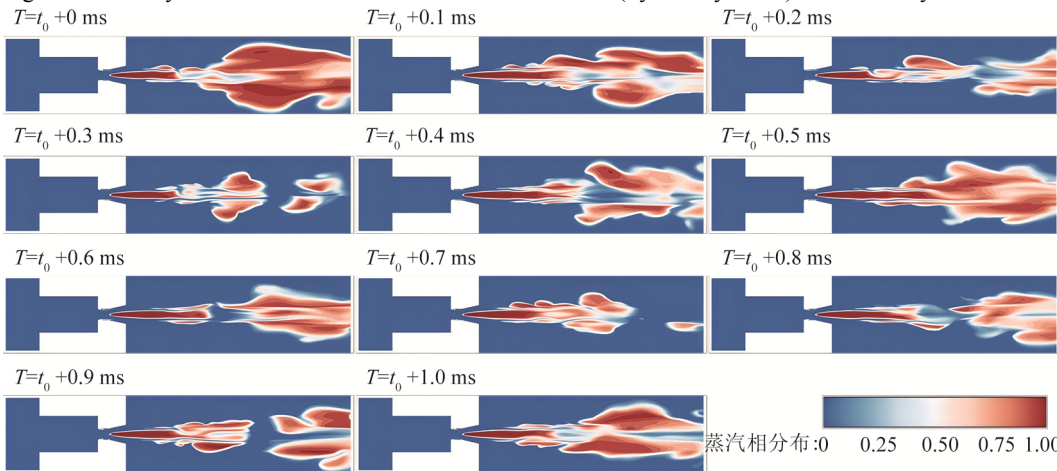 T=t0 +0 ms
T=t0 +0.1 ms
T=t0 +0.2 ms
T=t0 +0.3 ms
T=t0 +0.4 ms
T=t0 +0.5 ms
T=t0 +0.6 ms
T=t0 +0.7 ms
T=t0 +0.8 ms
T=t0 +0.9 ms
T=t0 +1.0 ms
蒸汽相分布:0 0.25 0.50 0.75 1.00